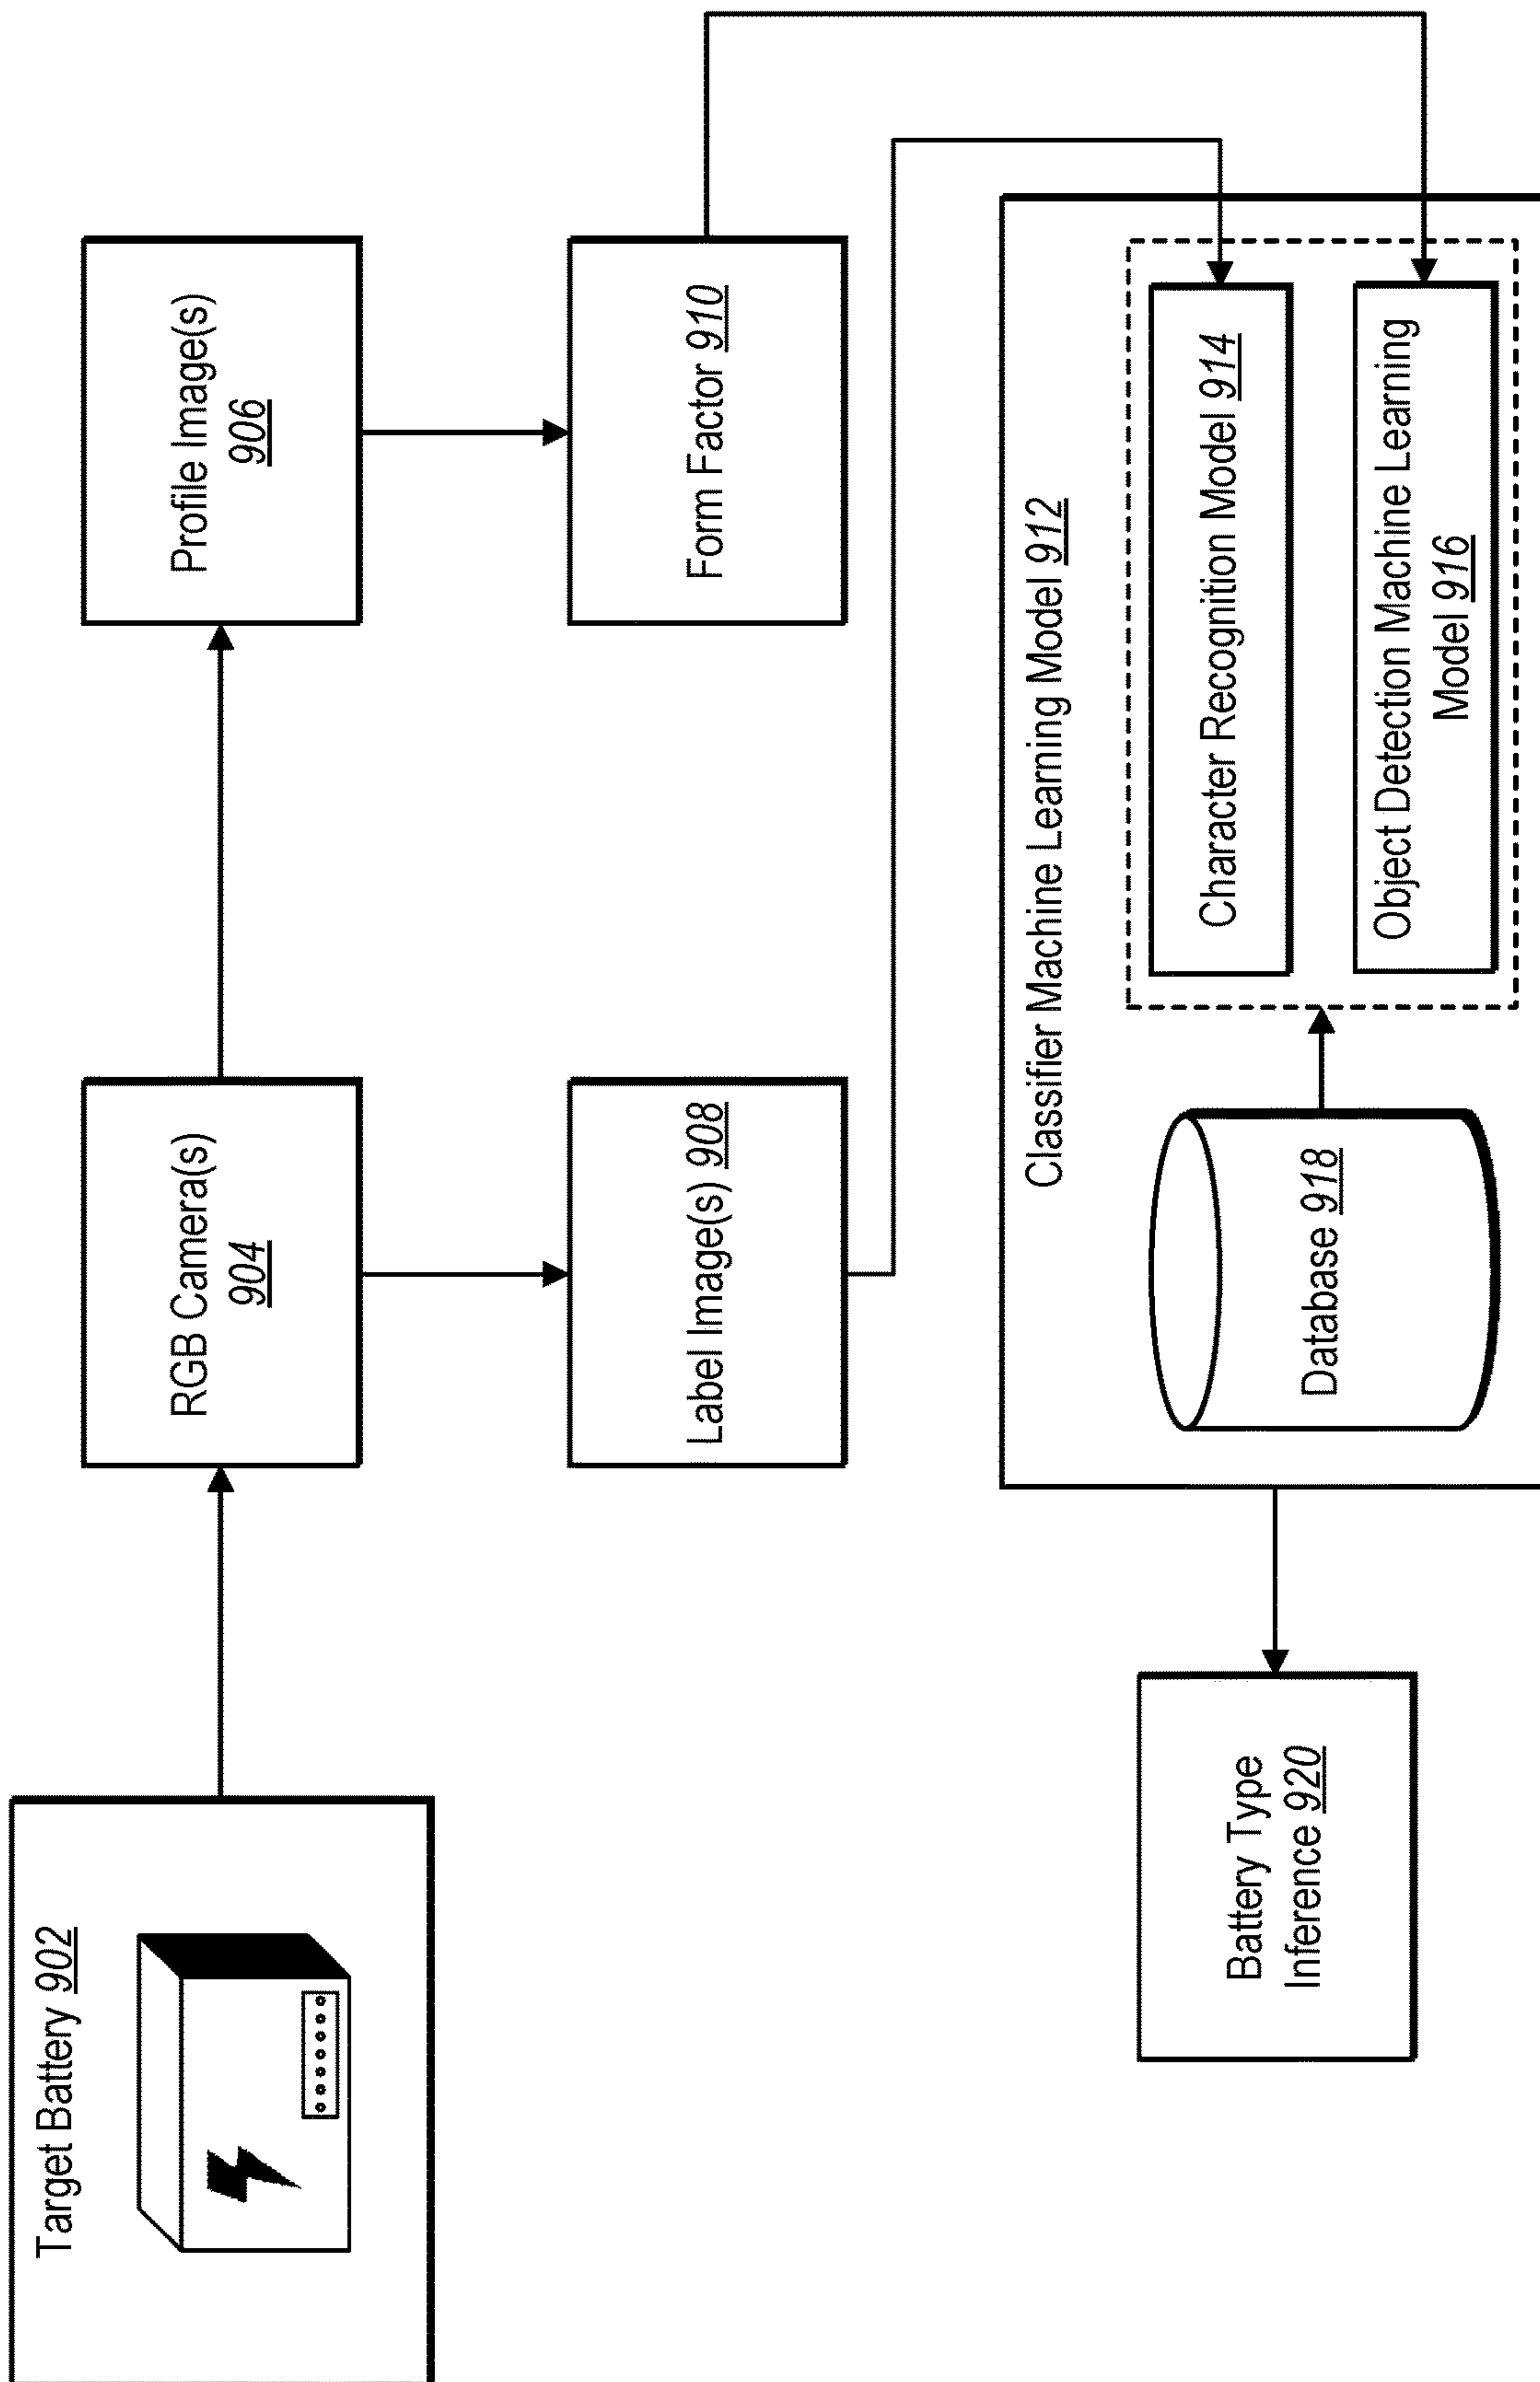 Target Battery 902
RGB Camera(s)
904
Profile Image(s)
906
Label Image(s) 908
Form Factor 910
Classifier Machine Learning Model 912
Character Recognition Model 914
Object Detection Machine Learning
Model 916
Database 918
Battery Type
Inference 920